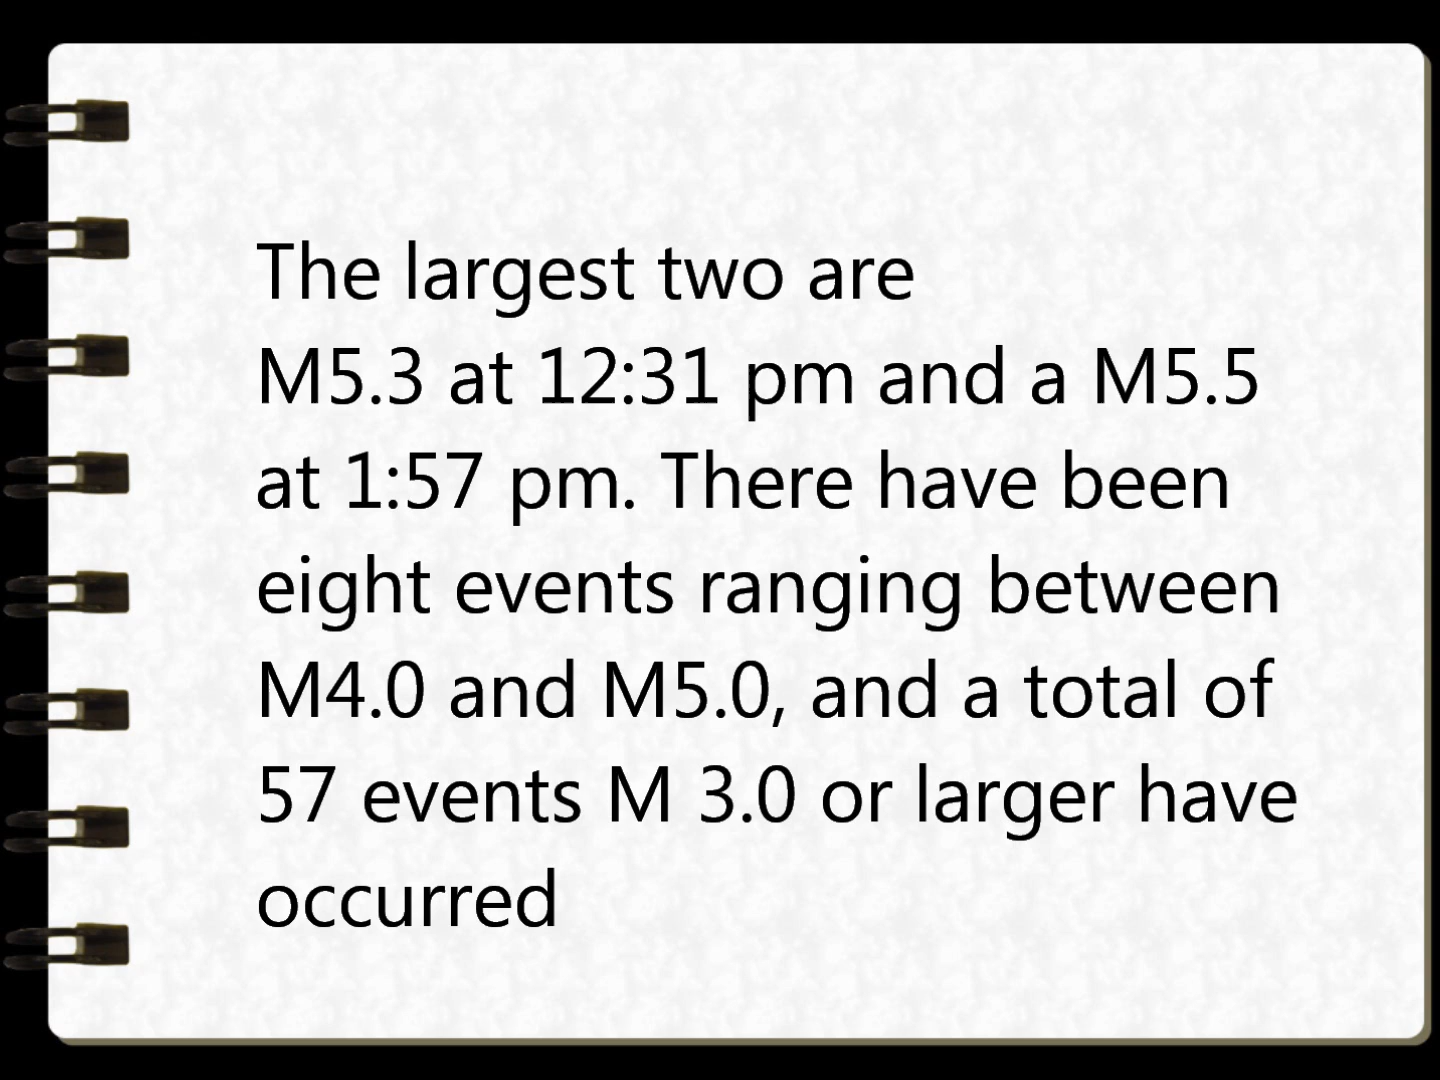 The largest two are
M5.3 at 12:31 pm and a M5.5
at 1:57 pm. There have been
eight events ranging between
M4.0 and M5.0, and a total of
57 events M 3.0 or larger have
occurred